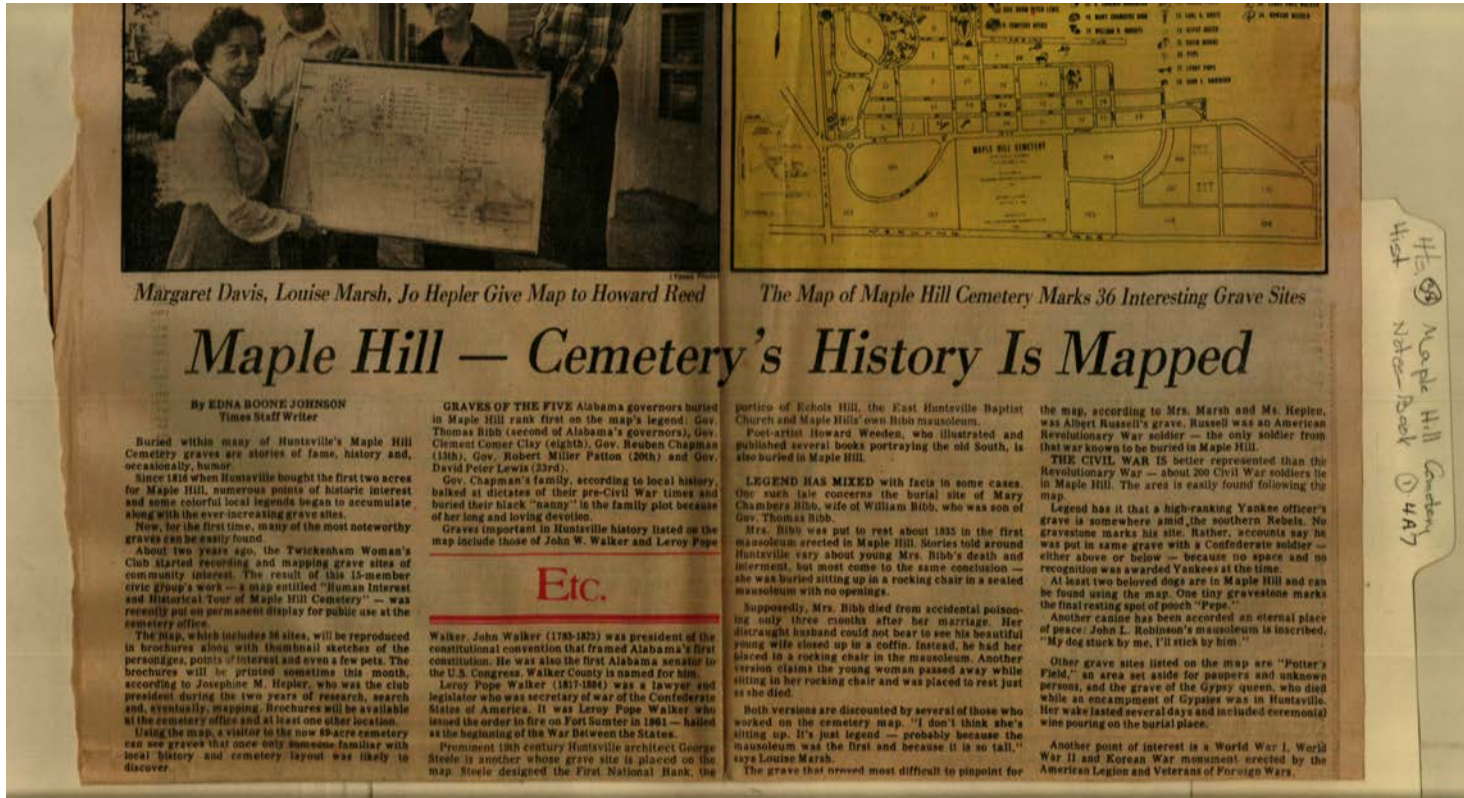 MAPLE HILL CEMETERY
(Times Photo)
Margaret Davis, Louise Marsh, Jo Hepler Give Map to Howard Reed
The Map of Maple Hill Cemetery Marks 36 Interesting Grave Sites
Maple Hill — Cemetery's History Is Mapped
By EDNA BOONE JOHNSON
Times Staff Writer
Buried within many of Huntsville's Maple Hill
Cemetery graves are stories of fame, history and,
occasionally, humor.
Since 1816 when Huntsville bought the first two acres
for Maple Hill, numerous points of historic interest
and some colorful local legends began to accumulate
along with the ever-increasing grave sites.
Now, for the first time, many of the most noteworthy
graves can be easily found.
About two years ago, the Twickenham Woman's
Club started recording and mapping grave sites of
community interest. The result of this 15-member
civic group's work — a map entitled "Human Interest
and Historical Tour of Maple Hill Cemetery" — was
recently put on permanent display for public use at the
cemetery office.
The map, which includes 36 sites, will be reproduced
in brochures along with thumbnail sketches of the
personages, points of interest and even a few pets. The
brochures will be printed sometime this month,
according to Josephine M. Hepler, who was the club
president during the two years of research, search
and, eventually, mapping. Brochures will be available
at the cemetery office and at least one other location.
Using the map, a visitor to the now 69-acre cemetery
can see graves that once only someone familiar with
local history and cemetery layout was likely to
discover.
GRAVES OF THE FIVE Alabama governors buried
in Maple Hill rank first on the map's legend: Gov.
Thomas Bibb (second of Alabama's governors), Gov.
Clement Comer Clay (eighth), Gov. Reuben Chapman
(13th), Gov. Robert Miller Patton (20th) and Gov.
David Peter Lewis (23rd).
Gov. Chapman's family, according to local history,
balked at dictates of their pre-Civil War times and
buried their black "nanny" in the family plot because
of her long and loving devotion.
Graves important in Huntsville history listed on the
map include those of John W. Walker and Leroy Pope
Etc.
Walker. John Walker (1783-1823) was president of the
constitutional convention that framed Alabama's first
constitution. He was also the first Alabama senator to
the U.S. Congress. Walker County is named for him.
Leroy Pope Walker (1817-1884) was a lawyer and
legislator who was secretary of war of the Confederate
States of America. It was Leroy Pope Walker who
issued the order to fire on Fort Sumter in 1861 — hailed
as the beginning of the War Between the States.
Prominent 19th century Huntsville architect George
Steele is another whose grave site is placed on the
map. Steele designed the First National Bank, the
portico of Echols Hill, the East Huntsville Baptist
Church and Maple Hills' own Bibb mausoleum.
Poet-artist Howard Weeden, who illustrated and
published several books portraying the old South, is
also buried in Maple Hill.
LEGEND HAS MIXED with facts in some cases.
One such tale concerns the burial site of Mary
Chambers Bibb, wife of William Bibb, who was son of
Gov. Thomas Bibb.
Mrs. Bibb was put to rest about 1835 in the first
mausoleum erected in Maple Hill. Stories told around
Huntsville vary about young Mrs. Bibb's death and
interment, but most come to the same conclusion —
she was buried sitting up in a rocking chair in a sealed
mausoleum with no openings.
Supposedly, Mrs. Bibb died from accidental poison-
ing only three months after her marriage. Her
distraught husband could not bear to see his beautiful
young wife closed up in a coffin. Instead, he had her
placed in a rocking chair in the mausoleum. Another
version claims the young woman passed away while
sitting in her rocking chair and was placed to rest just
as she died.
Both versions are discounted by several of those who
worked on the cemetery map. "I don't think she's
sitting up. It's just legend — probably because the
mausoleum was the first and because it is so tall,"
says Louise Marsh.
The grave that proved most difficult to pinpoint for
the map, according to Mrs. Marsh and Ms. Hepler,
was Albert Russell's grave. Russell was an American
Revolutionary War soldier — the only soldier from
that war known to be buried in Maple Hill.
THE CIVIL WAR IS better represented than the
Revolutionary War — about 200 Civil War soldiers lie
in Maple Hill. The area is easily found following the
map.
Legend has it that a high-ranking Yankee officer's
grave is somewhere amid the southern Rebels. No
gravestone marks his site. Rather, accounts say he
was put in same grave with a Confederate soldier —
either above or below — because no space and no
recognition was awarded Yankees at the time.
At least two beloved dogs are in Maple Hill and can
be found using the map. One tiny gravestone marks
the final resting spot of pooch "Pepe."
Another canine has been accorded an eternal place
of peace: John L. Robinson's mausoleum is inscribed,
"My dog stuck by me, I'll stick by him."
Other grave sites listed on the map are "Potter's
Field," an area set aside for paupers and unknown
persons, and the grave of the Gypsy queen, who died
while an encampment of Gypsies was in Huntsville.
Her wake lasted several days and included ceremonial
wine pouring on the burial place.
Another point of interest is a World War I, World
War II and Korean War monument erected by the
American Legion and Veterans of Foreign Wars.
Maple Hill Cemetery
Hist Notes-Book ① 4A7